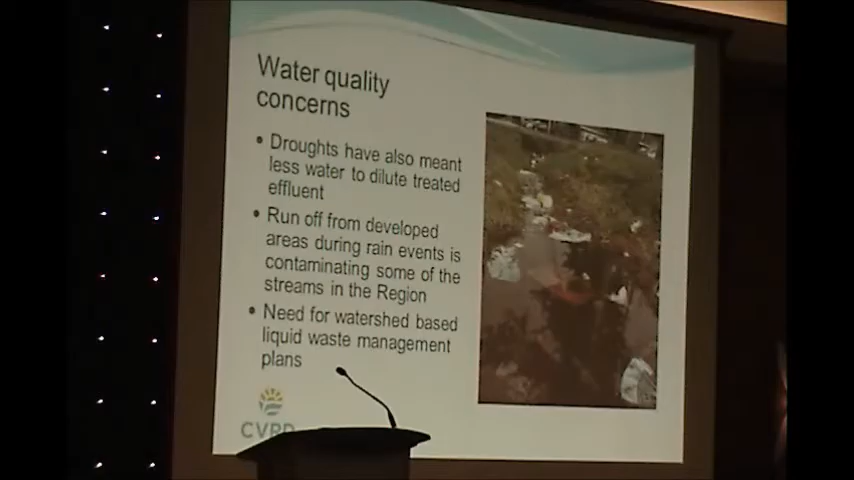 Water quality
concerns
• Droughts have also meant
less water to dilute treated
effluent
• Run off from developed
areas during rain events is
contaminating some of the
streams in the Region
• Need for watershed based
liquid waste management
plans
CVRD